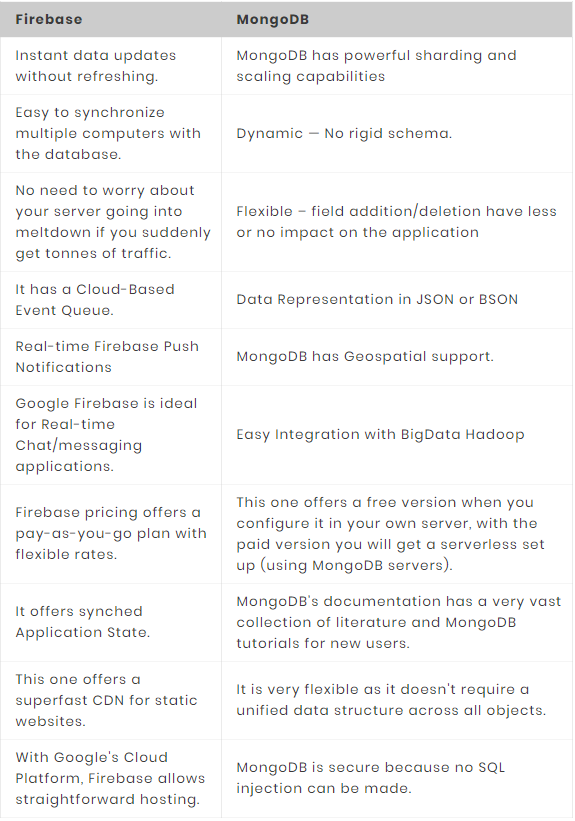 Firebase MongoDB
Instant data updates
without refreshing.
MongoDB has powerful sharding and
scaling capabilities
Easy to synchronize
multiple computers with
the database.
Dynamic — No rigid schema.
No need to worry about
your server going into
meltdown if you suddenly
get tonnes of traffic.
Flexible – field addition/deletion have less
or no impact on the application
It has a Cloud-Based
Event Queue.
Data Representation in JSON or BSON
Real-time Firebase Push
Notifications
MongoDB has Geospatial support.
Google Firebase is ideal
for Real-time
Chat/messaging
applications.
Easy Integration with BigData Hadoop
Firebase pricing offers a
pay-as-you-go plan with
flexible rates.
This one offers a free version when you
configure it in your own server, with the
paid version you will get a serverless set
up (using MongoDB servers).
It offers synched
Application State.
MongoDB's documentation has a very vast
collection of literature and MongoDB
tutorials for new users.
This one offers a
superfast CDN for static
websites.
It is very flexible as it doesn't require a
unified data structure across all objects.
With Google's Cloud
Platform, Firebase allows
straightforward hosting.
MongoDB is secure because no SQL
injection can be made.